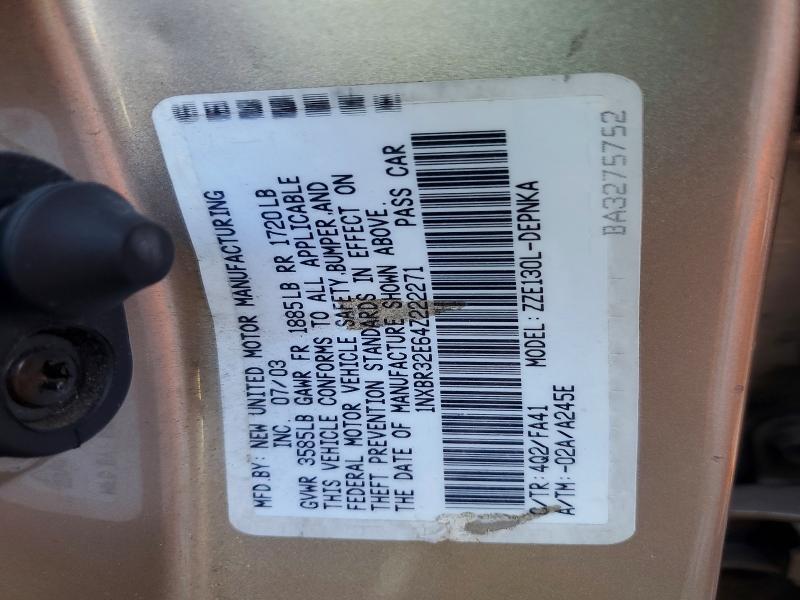 MFD.BY: NEW UNITED MOTOR MANUFACTURING
INC. 07/03
GVWR 3585LB GAWR FR 1885LB RR 1720LB
THIS VEHICLE CONFORMS TO ALL APPLICABLE
FEDERAL MOTOR VEHICLE SAFETY,BUMPER,AND
THEFT PREVENTION STANDARDS IN EFFECT ON
THE DATE OF MANUFACTURE SHOWN ABOVE.
1NXBR32E64Z222271 PASS CAR
MODEL: ZZE130L-DEPNKA
C/TR: 4Q2/FA41
A/TM: -02A/A245E
BA3275752